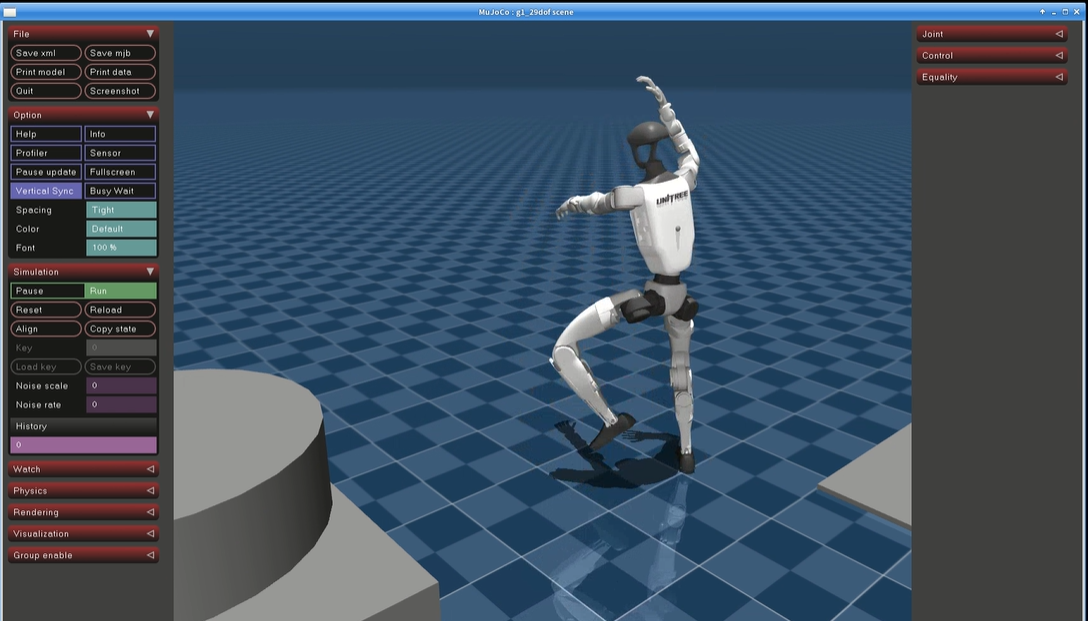 MuJoCo : g1_29dof scene
File
Save xml Save mjb
Print model Print data
Quit Screenshot
Option
Help Info
Profiler Sensor
Pause update Fullscreen
Vertical Sync Busy Wait
Spacing Tight
Color Default
Font 100 %
Simulation
Pause Run
Reset Reload
Align Copy state
Key 0
Load key Save key
Noise scale 0
Noise rate 0
History
0
Watch
Physics
Rendering
Visualization
Group enable
UNITREE
Joint
Control
Equality